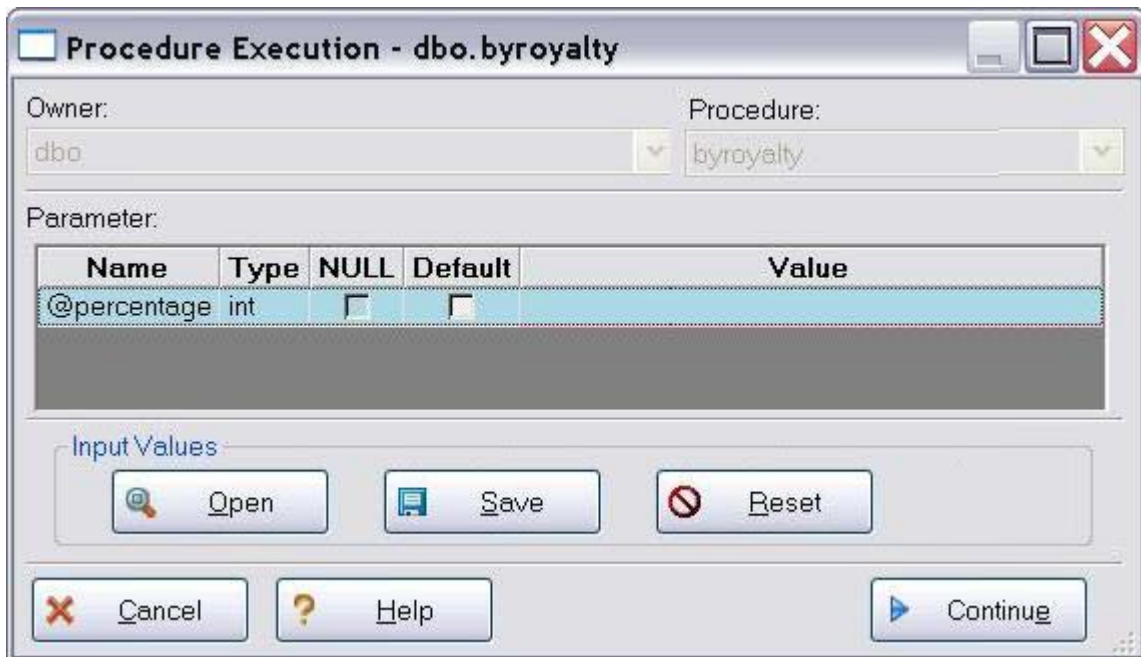 Procedure Execution - dbo.byroyalty
Owner:
Procedure:
dbo
byroyalty
Parameter:
Name Type NULL Default Value
@percentage int
Input Values
Open Save Reset
Cancel Help Continue